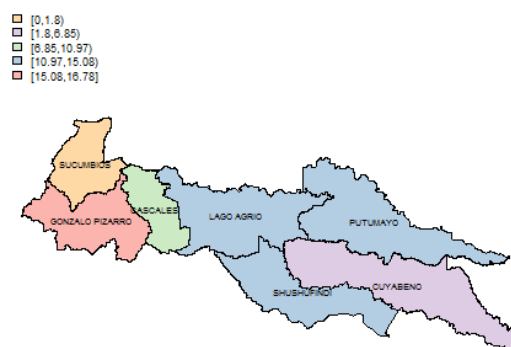 [0,1.8)
[1.8,6.85)
[6.85,10.97)
[10.97,15.08)
[15.08,16.78]
SUCUMBIOS
GONZALO PIZARRO
CASCALES
LAGO AGRIO
PUTUMAYO
SHUSHUFINDI
CUYABENO